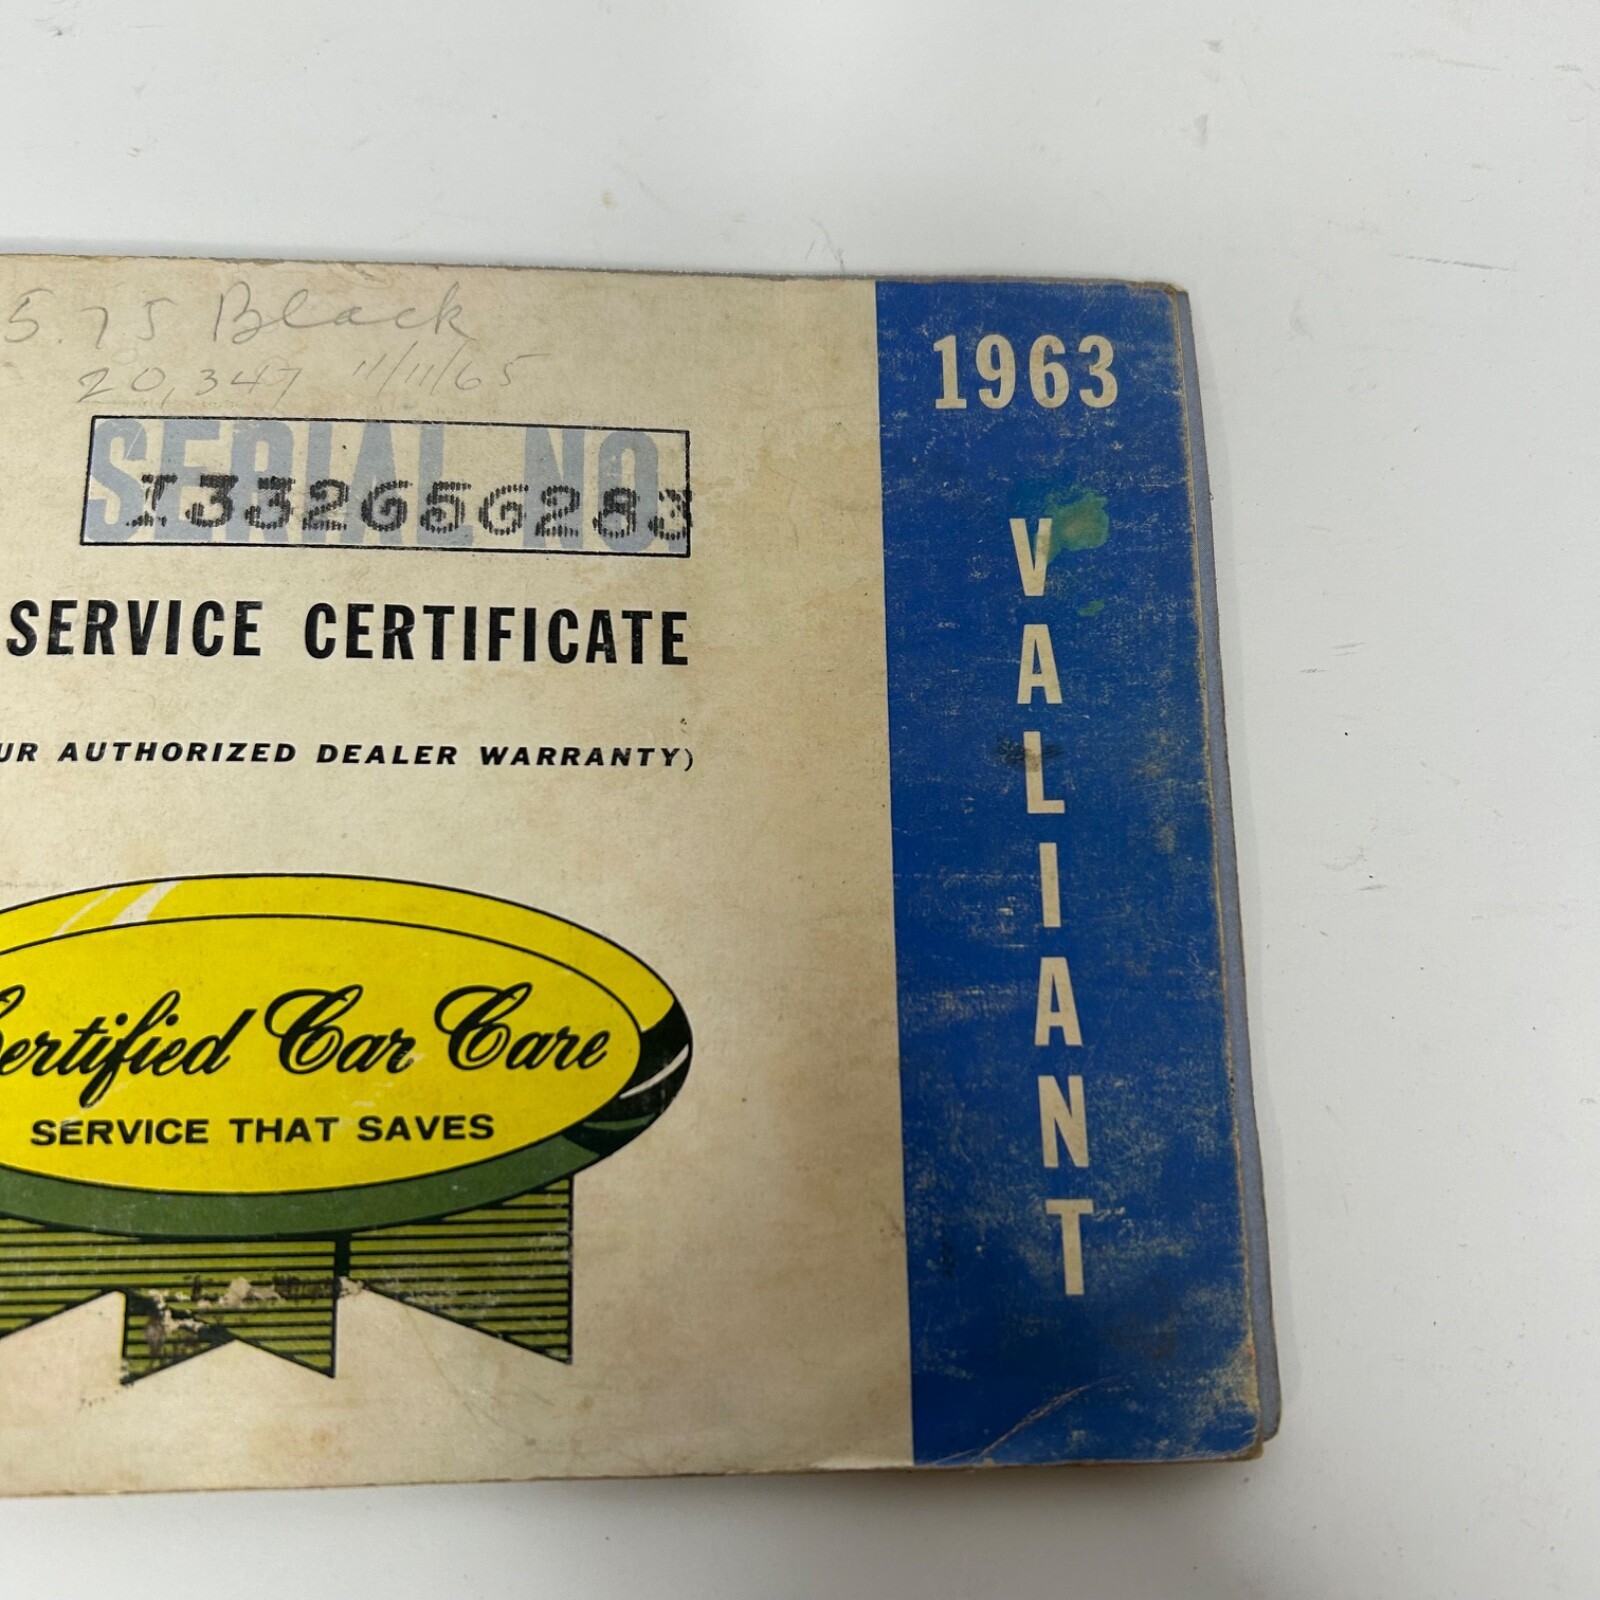 5.75 Black
20,347 11/11/65
SERIAL NO.
1332656283
SERVICE CERTIFICATE
UR AUTHORIZED DEALER WARRANTY)
Certified Car Care
SERVICE THAT SAVES
1963
VALIANT